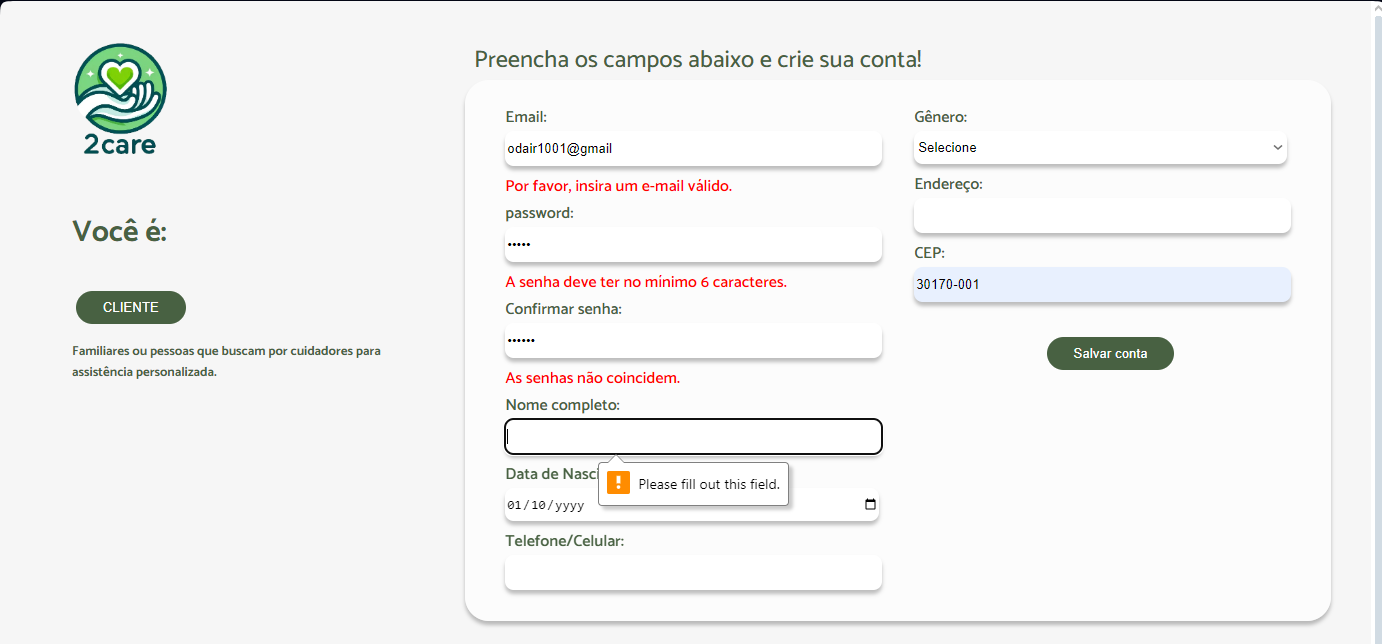 2care
Você é:
CLIENTE
Familiares ou pessoas que buscam por cuidadores para
assistência personalizada.
Preencha os campos abaixo e crie sua conta!
Email:
odair1001@gmail
Por favor, insira um e-mail válido.
password:
•••••
A senha deve ter no mínimo 6 caracteres.
Confirmar senha:
••••••
As senhas não coincidem.
Nome completo:
Please fill out this field.
Data de Nasci
01/10/yyyy
Telefone/Celular:
Gênero:
Selecione
Endereço:
CEP:
30170-001
Salvar conta